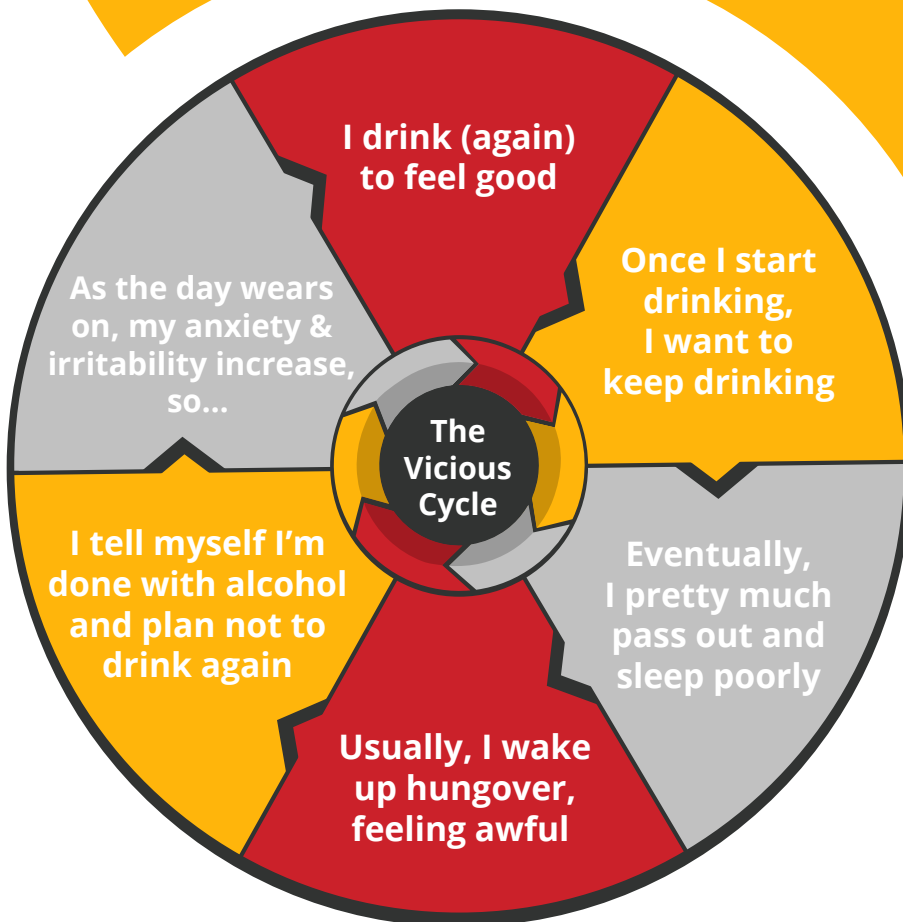 I drink (again)
to feel good
Once I start
drinking,
I want to
keep drinking
Eventually,
I pretty much
pass out and
sleep poorly
Usually, I wake
up hungover,
feeling awful
I tell myself I’m
done with alcohol
and plan not to
drink again
As the day wears
on, my anxiety &
irritability increase,
so...
The
Vicious
Cycle